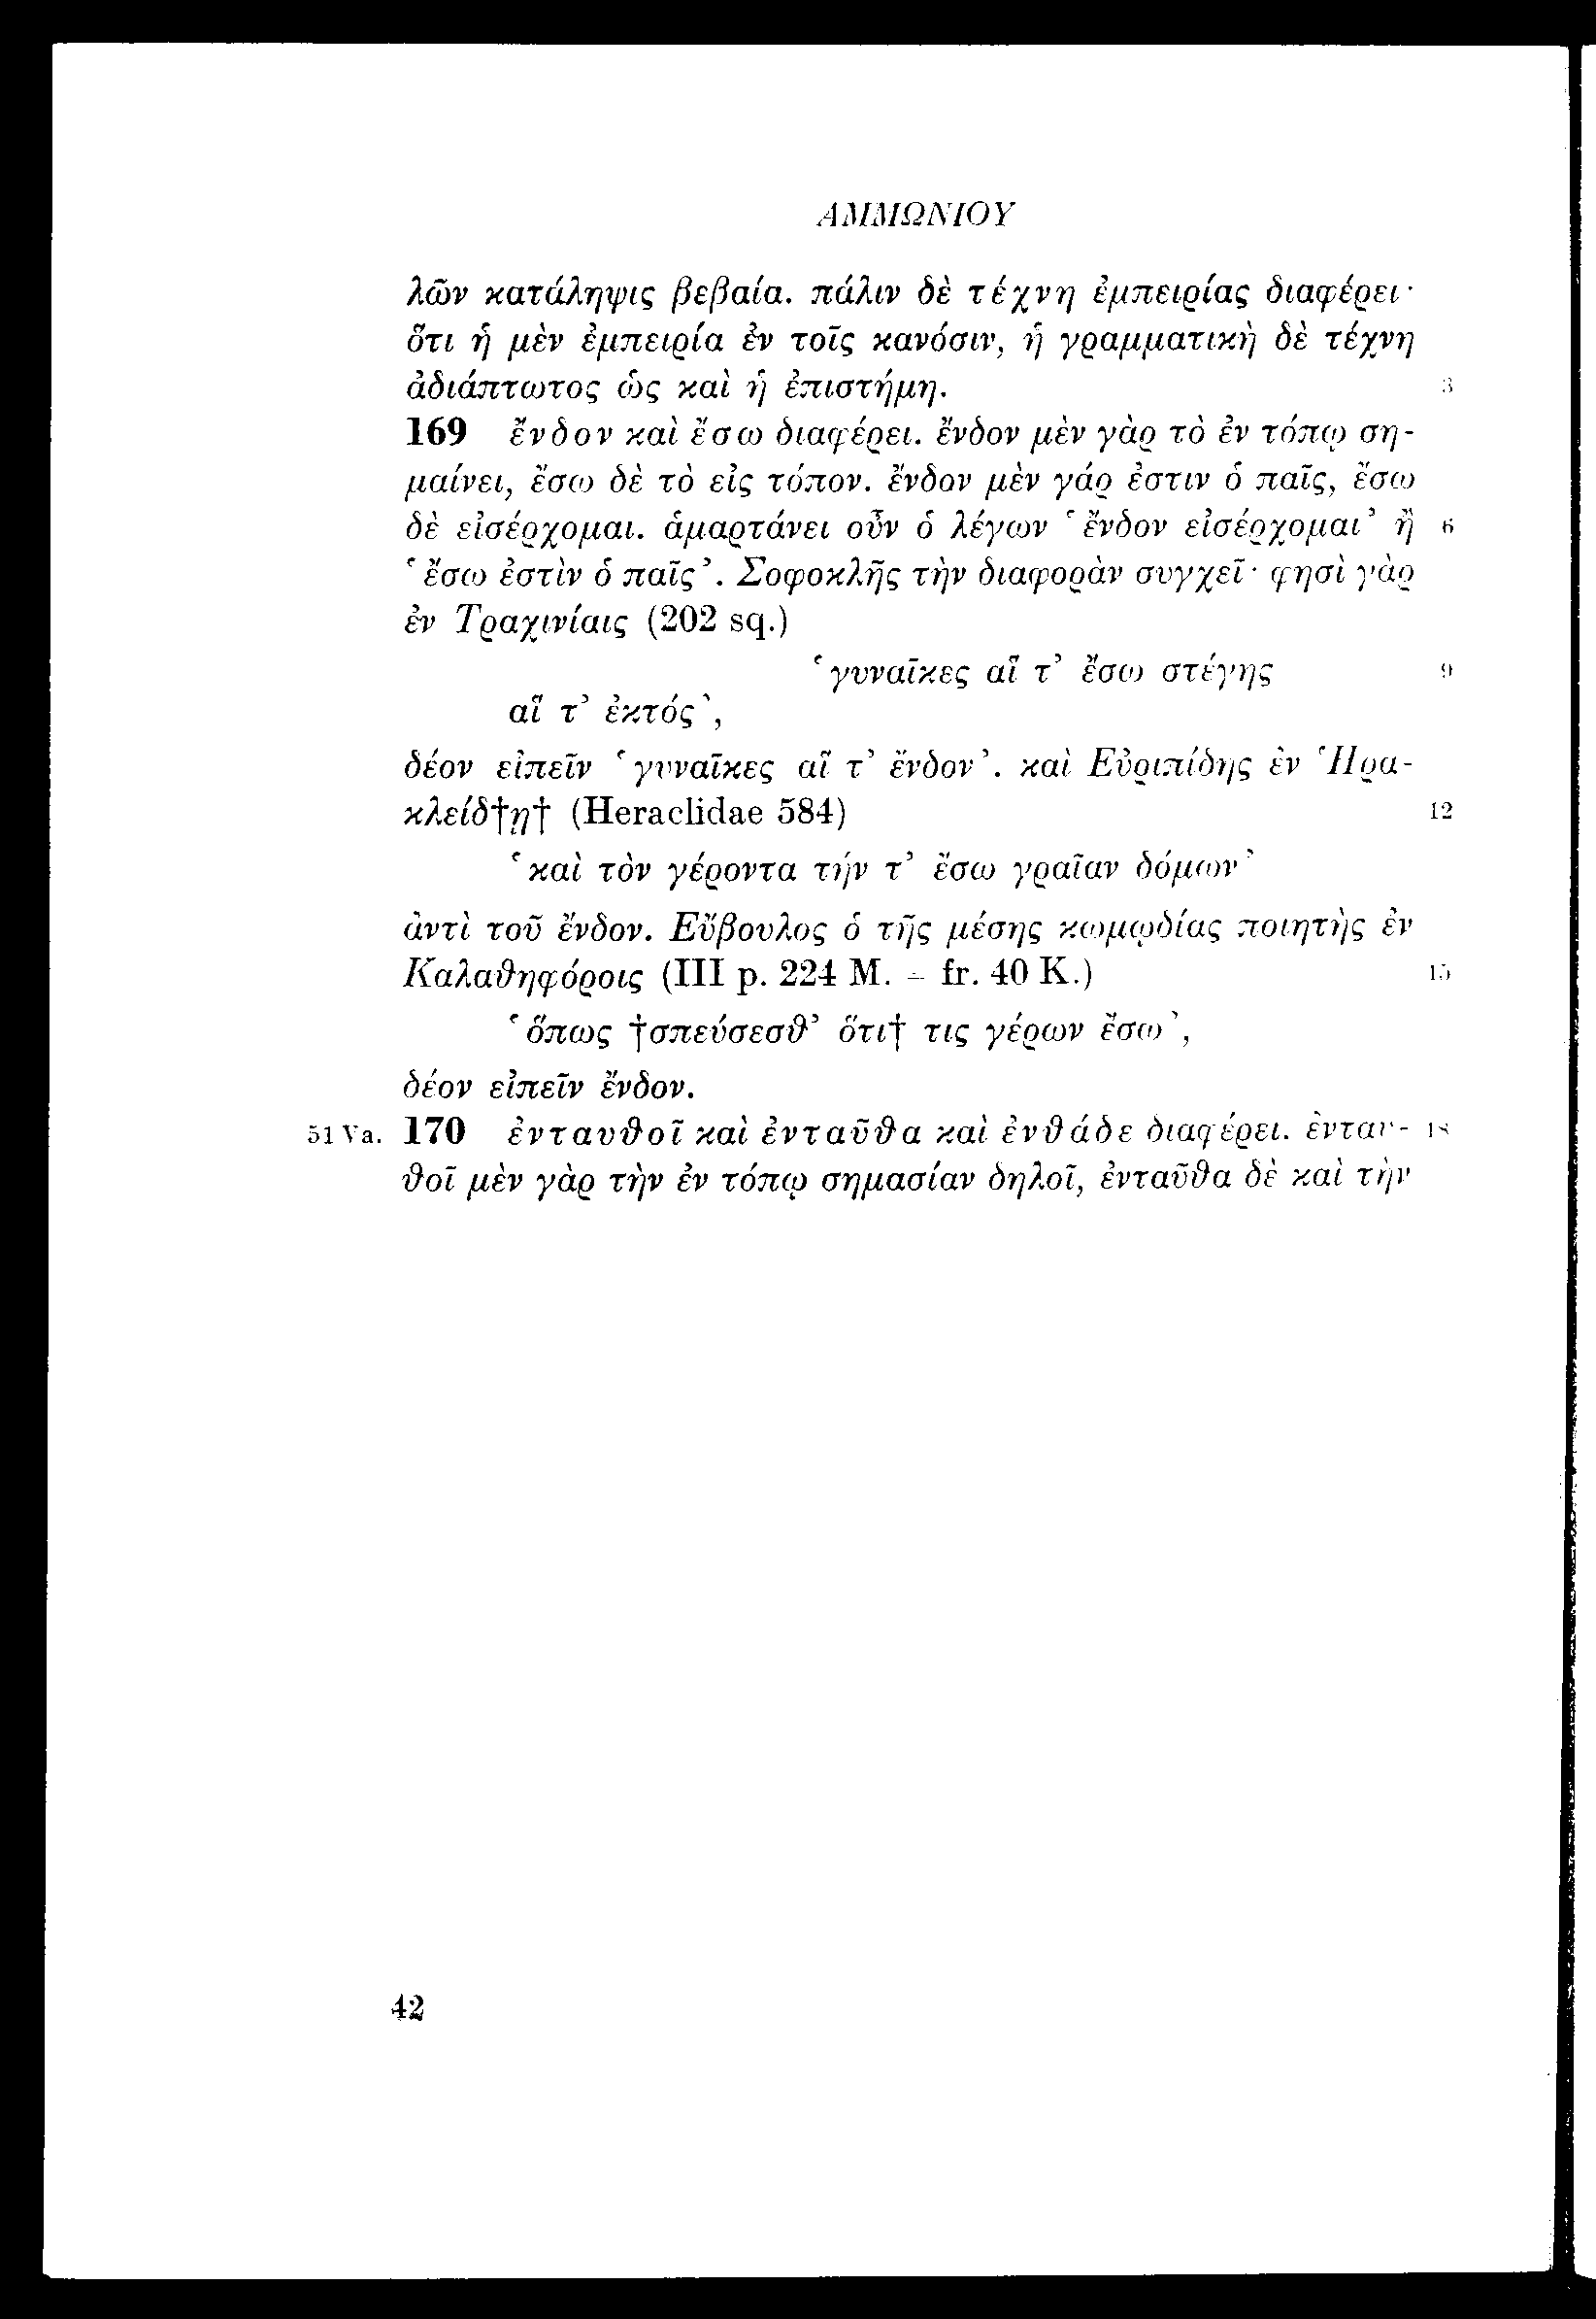 ΑΜΜΩΝΙΟΥ
λῶν κατάληψις βεβαία. πάλιν δὲ τέχνη ἐμπειρίας διαφέρει·
ὅτι ἡ μὲν ἐμπειρία ἐν τοῖς κανόσιν, ἡ γραμματικὴ δὲ τέχνη
ἀδιάπτωτος ὡς καὶ ἡ ἐπιστήμη. 3
169 ἔνδον καὶ ἔσω διαφέρει. ἔνδον μὲν γὰρ τὸ ἐν τόπῳ ση-
μαίνει, ἔσω δὲ τὸ εἰς τόπον. ἔνδον μὲν γάρ ἐστιν ὁ παῖς, ἔσω
δὲ εἰσέρχομαι. ἁμαρτάνει οὖν ὁ λέγων ‛ἔνδον εἰσέρχομαι’ ἢ 6
‛ἔσω ἐστὶν ὁ παῖς’. Σοφοκλῆς τὴν διαφορὰν συγχεῖ· φησὶ γὰρ
ἐν Τραχινίαις (202 sq.)
‛γυναῖκες αἵ τ’ ἔσω στέγης 9
αἵ τ’ ἐκτός’,
δέον εἰπεῖν ‛γυναῖκες αἵ τ’ ἔνδον’. καὶ Εὐριπίδης ἐν Ἡρα-
κλείδ†ῃ† (Heraclidae 584) 12
‛καὶ τὸν γέροντα τήν τ’ ἔσω γραῖαν δόμων’
ἀντὶ τοῦ ἔνδον. Εὔβουλος ὁ τῆς μέσης κωμῳδίας ποιητὴς ἐν
Καλαθηφόροις (III p. 224 M. - fr. 40 K.) 15
‛ὅπως †σπεύσεσθ’ ὅτι† τις γέρων ἔσω’,
δέον εἰπεῖν ἔνδον.
51 Va. 170 ἐνταυθοῖ καὶ ἐνταῦθα καὶ ἐνθάδε διαφέρει. ἐνταυ- 18
θοῖ μὲν γὰρ τὴν ἐν τόπῳ σημασίαν δηλοῖ, ἐνταῦθα δὲ καὶ τὴν
42